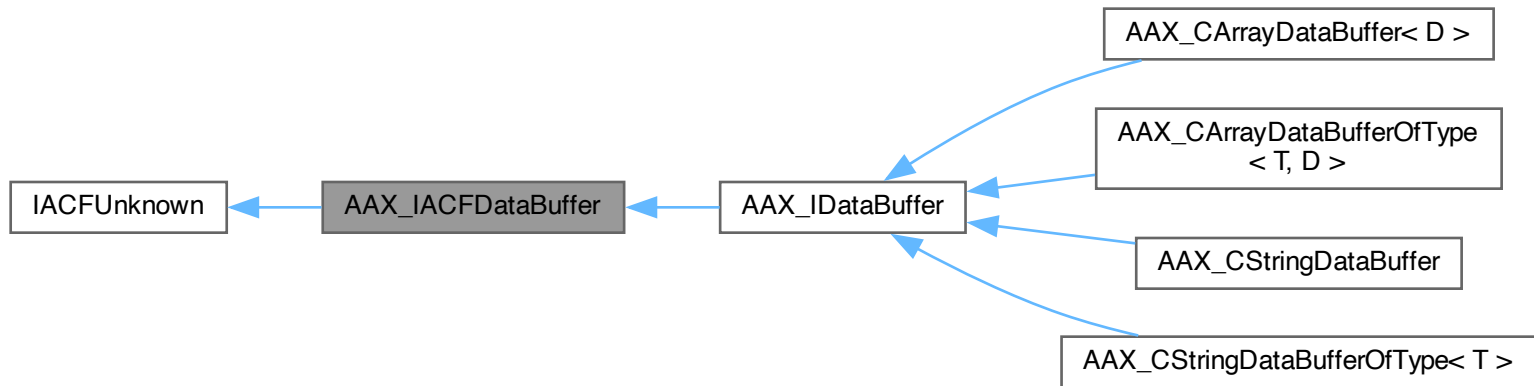 AAX_CArrayDataBuffer< D >
AAX_CArrayDataBufferOfType
< T, D >
IACFUnknown
AAX_IACFDataBuffer
AAX_IDataBuffer
AAX_CStringDataBuffer
AAX_CStringDataBufferOfType< T >